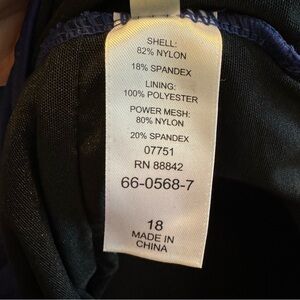 SHELL:
82% NYLON
18% SPANDEX
LINING:
100% POLYESTER
POWER MESH:
80% NYLON
20% SPANDEX
07751
RN 88842
66-0568-7
18
MADE IN
CHINA